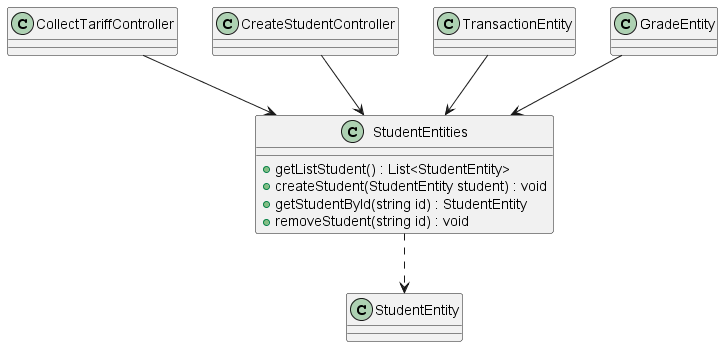 C CollectTariffController
C CreateStudentController
C TransactionEntity
C GradeEntity
C StudentEntities
getListStudent() : List<StudentEntity>
createStudent(StudentEntity student) : void
getStudentById(string id) : StudentEntity
removeStudent(string id) : void
C StudentEntity